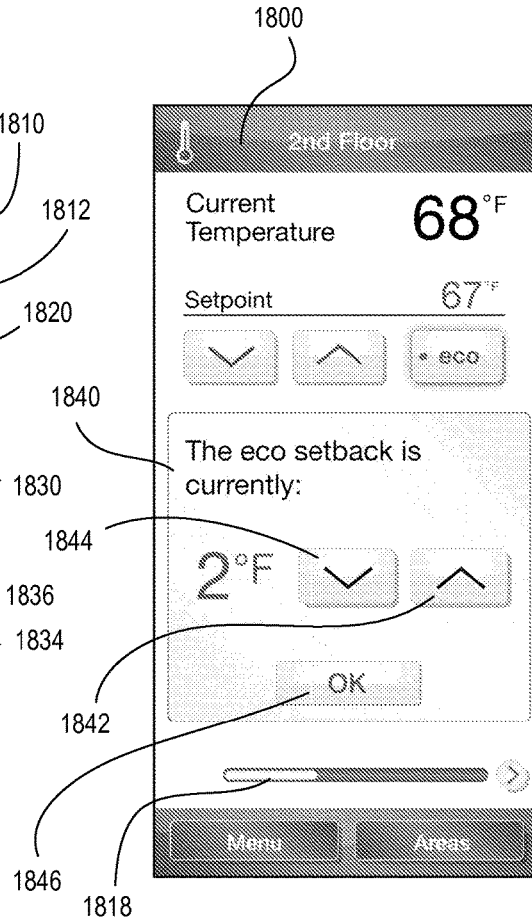 1800
1810
2nd Floor
1812
Current
Temperature
68°F
1820
Setpoint
67°F
eco
1840
The eco setback is
currently:
1830
1844
2°F
1836
1834
OK
1842
Menu
Areas
1846
1818